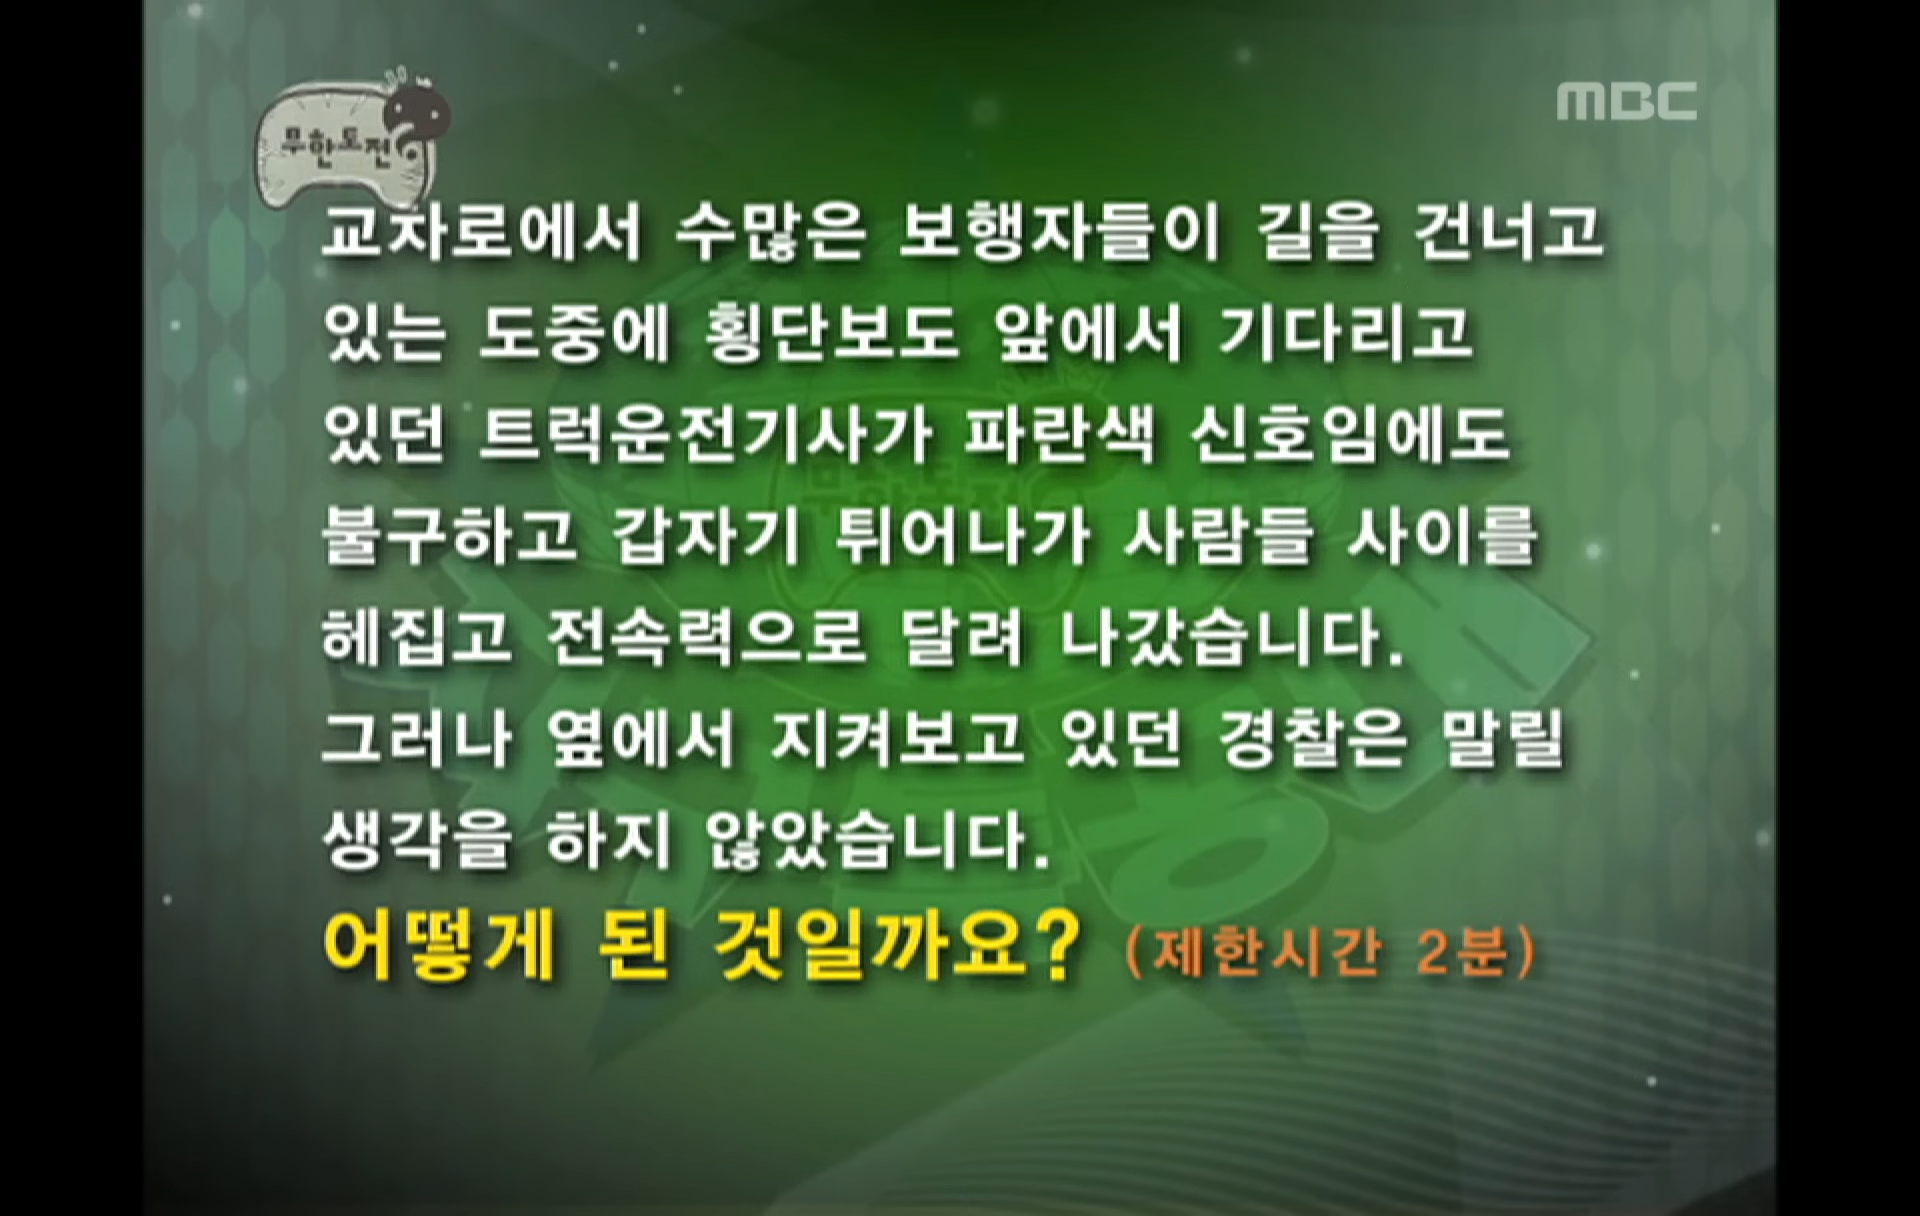 무한도전
MBC
교차로에서 수많은 보행자들이 길을 건너고
있는 도중에 횡단보도 앞에서 기다리고
있던 트럭운전기사가 파란색 신호임에도
불구하고 갑자기 튀어나가 사람들 사이를
헤집고 전속력으로 달려 나갔습니다.
그러나 옆에서 지켜보고 있던 경찰은 말릴
생각을 하지 않았습니다.
어떻게 된 것일까요? (제한시간 2분)